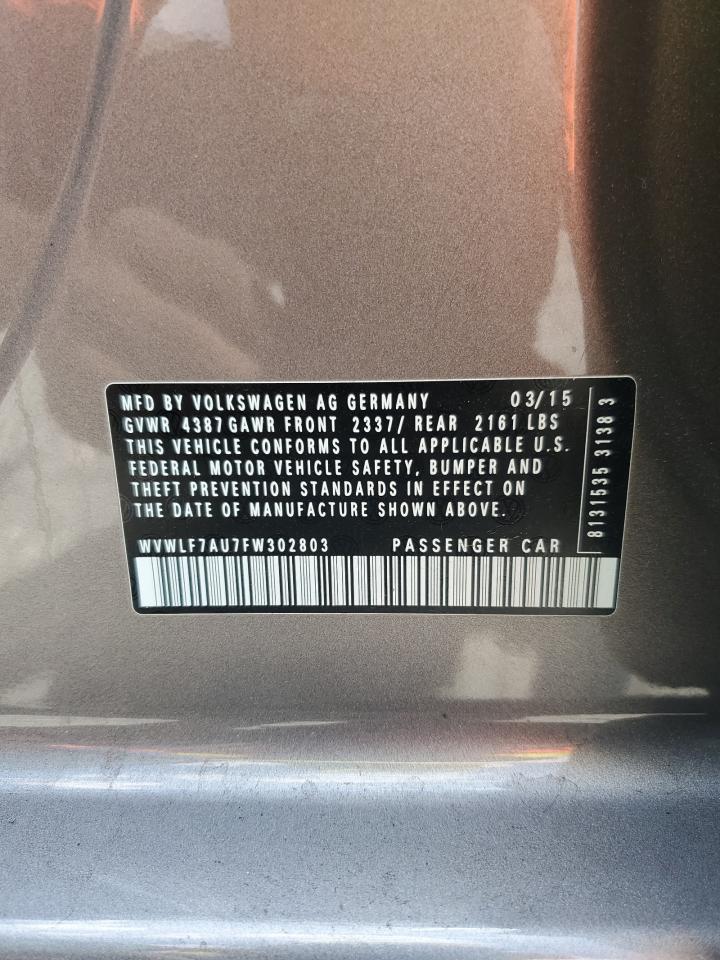 MFD BY VOLKSWAGEN AG GERMANY 03/15
GVWR 4387 GAWR FRONT 2337/ REAR 2161 LBS
THIS VEHICLE CONFORMS TO ALL APPLICABLE U.S.
FEDERAL MOTOR VEHICLE SAFETY, BUMPER AND
THEFT PREVENTION STANDARDS IN EFFECT ON
THE DATE OF MANUFACTURE SHOWN ABOVE.
WVWLF7AU7FW302803 PASSENGER CAR
8131535 3138 3